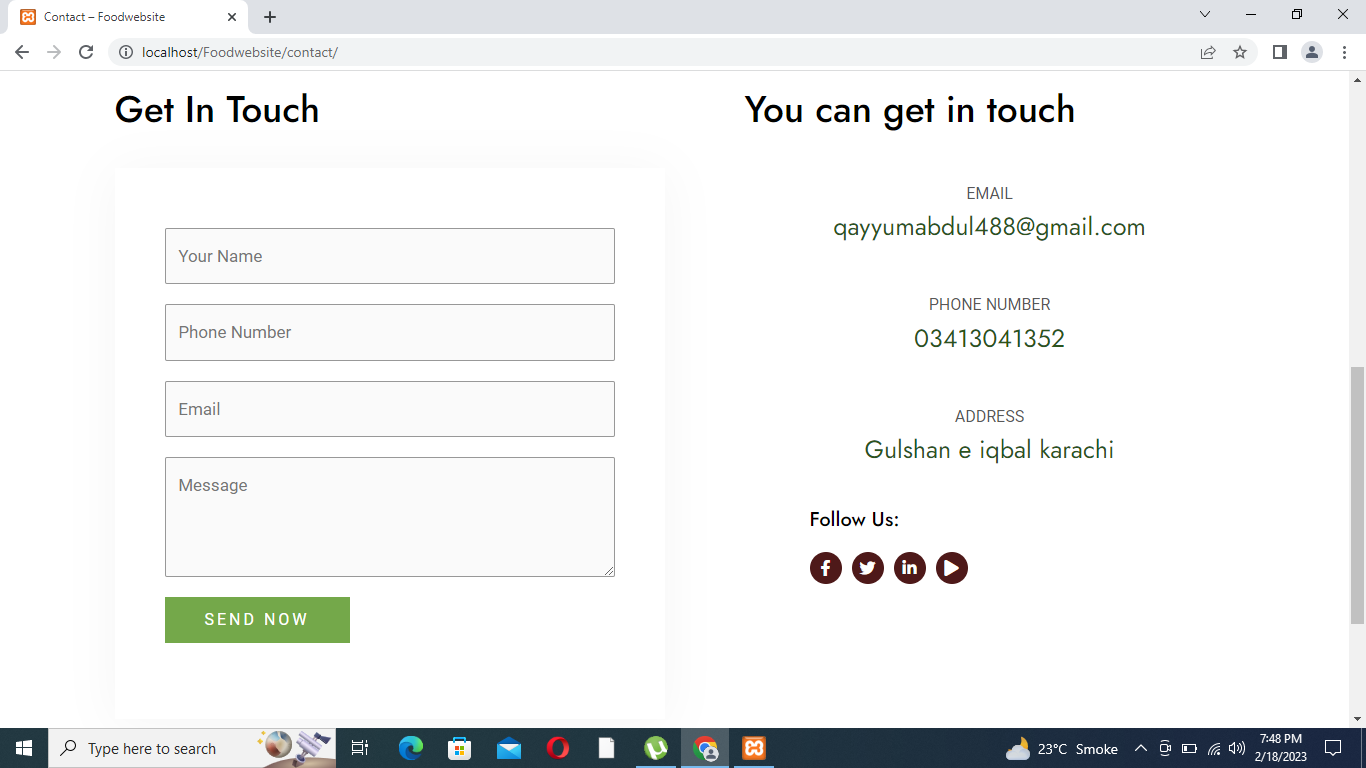 Contact – Foodwebsite
localhost/Foodwebsite/contact/
Get In Touch
Your Name
Phone Number
Email
Message
SEND NOW
You can get in touch
EMAIL
qayyumabdul488@gmail.com
PHONE NUMBER
03413041352
ADDRESS
Gulshan e iqbal karachi
Follow Us:
Type here to search
23°C Smoke
7:48 PM
2/18/2023